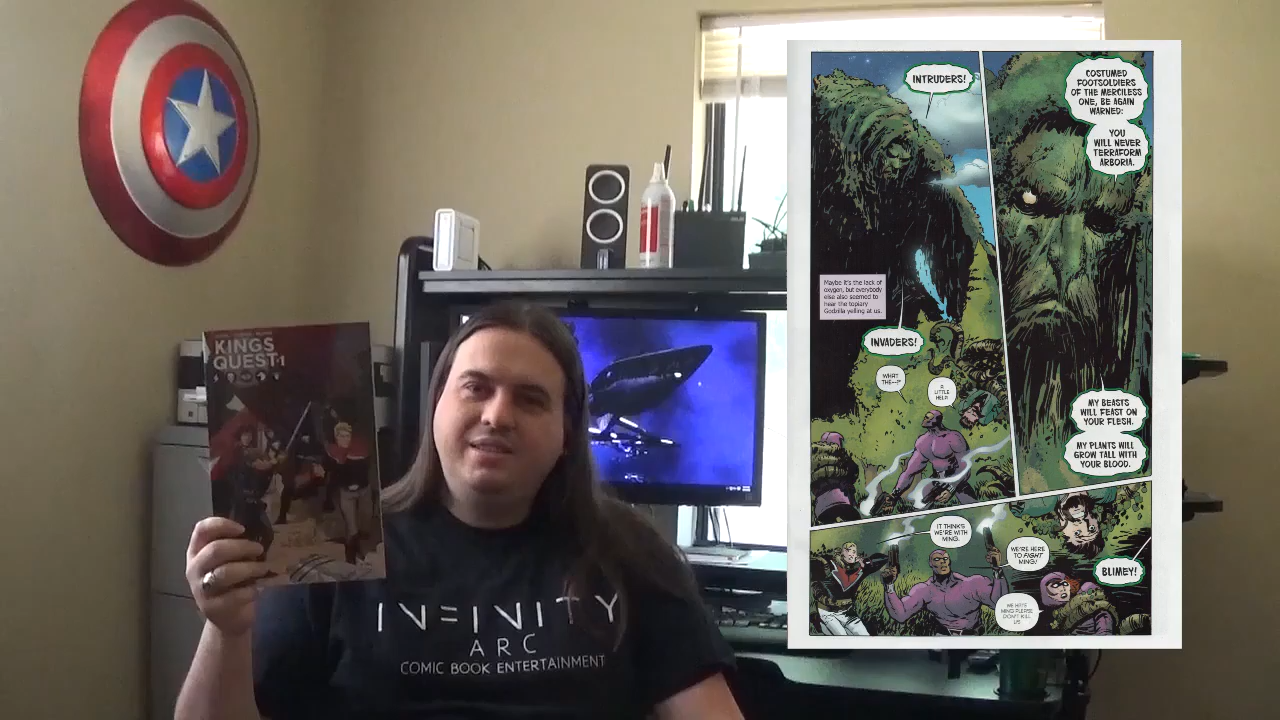 KINGS
QUEST
1
INFINITY
ARC
COMIC BOOK ENTERTAINMENT
INTRUDERS!
COSTUMED
FOOTSOLDIERS
OF THE MERCILESS
ONE, BE AGAIN
WARNED:
YOU
WILL NEVER
TERRAFORM
ARBORIA.
Maybe it's the lack of
oxygen, but everybody
else also seemed to
hear the topiary
Godzilla yelling at us.
INVADERS!
WHAT
THE--?
A
LITTLE
HELP.
MY BEASTS
WILL FEAST ON
YOUR FLESH.
MY PLANTS WILL
GROW TALL WITH
YOUR BLOOD.
IT THINKS
WE'RE WITH
MING.
WE'RE HERE
TO FIGHT
MING!
BLIMEY!
WE HATE
MING PLEASE
DON'T KILL
US